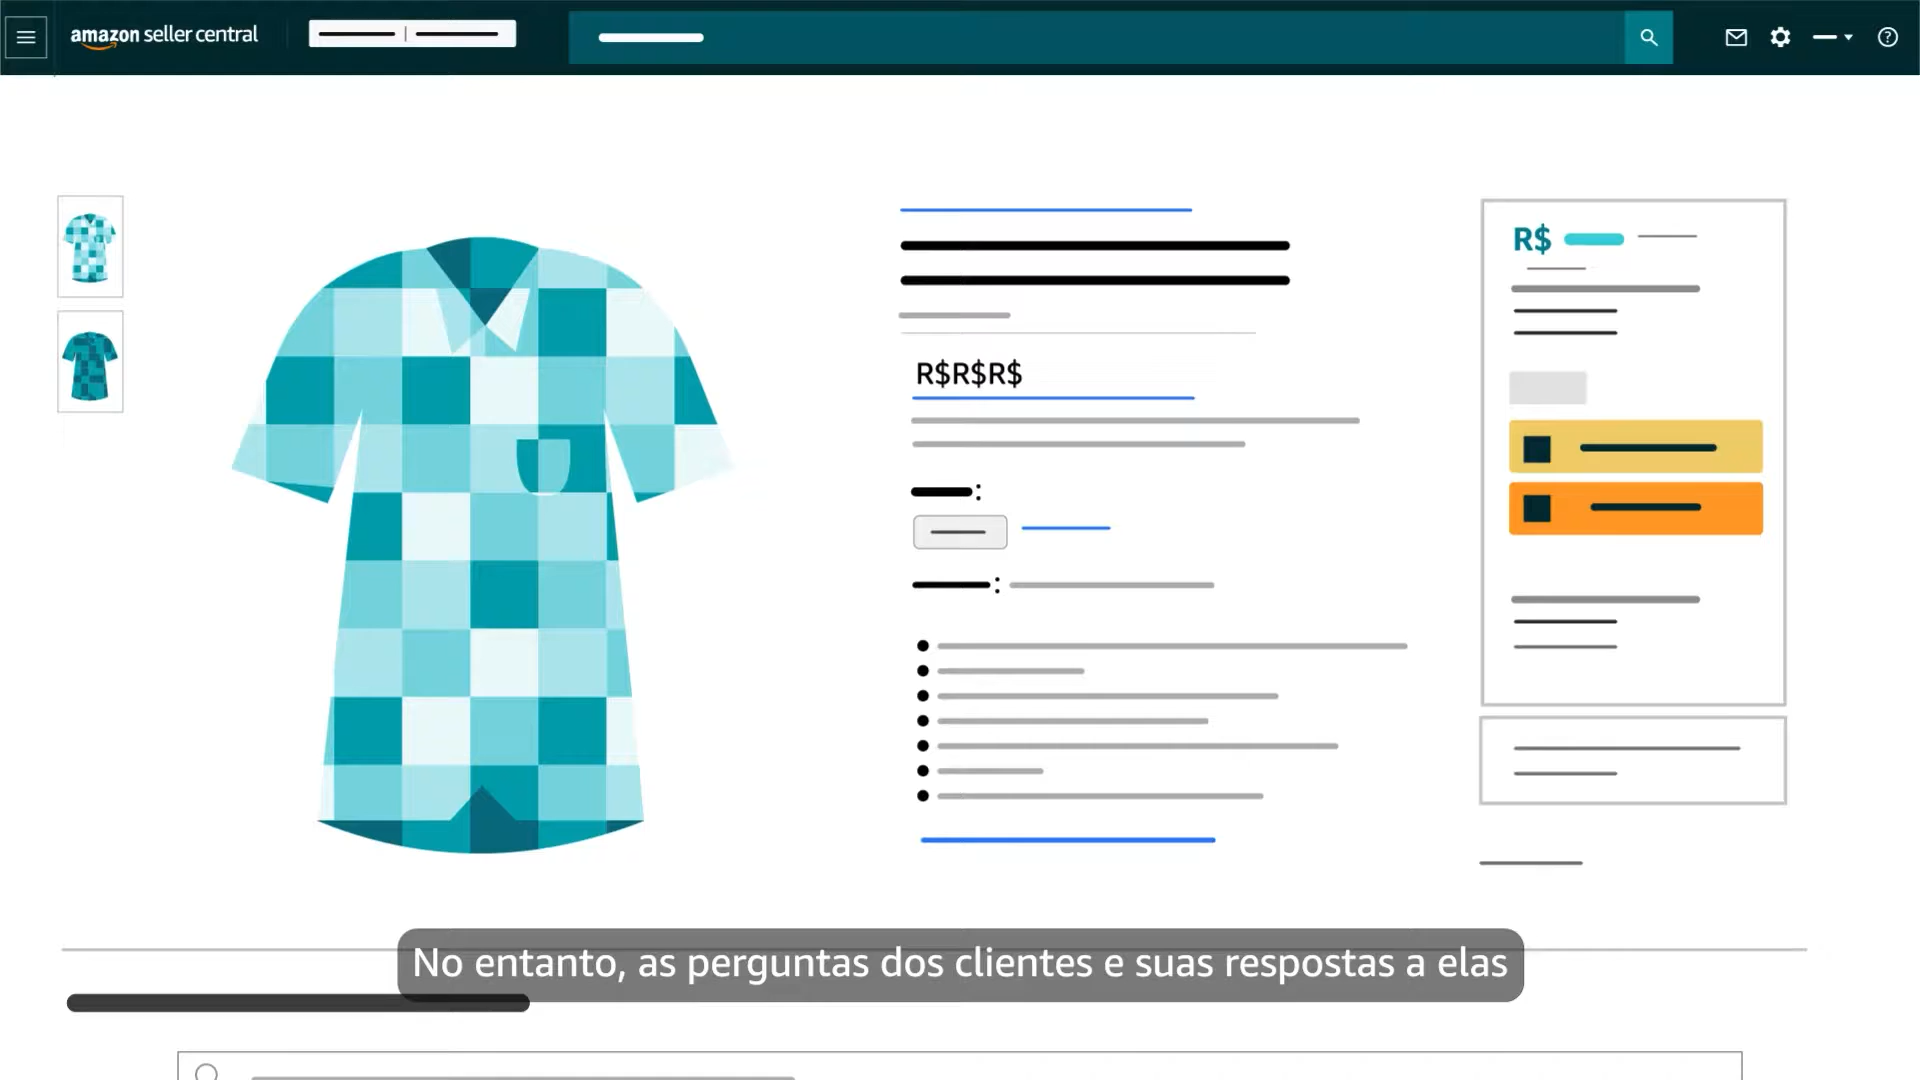 amazon seller central
R$
R$R$R$
No entanto, as perguntas dos clientes e suas respostas a elas